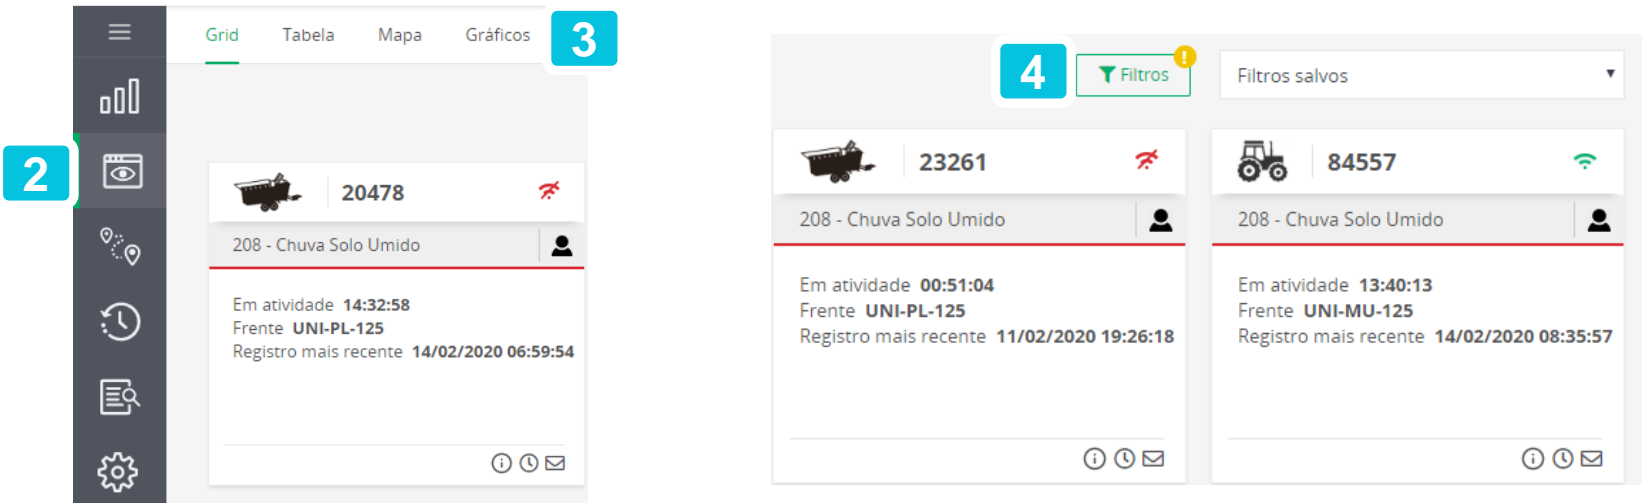 Grid Tabela Mapa Gráficos 3
2
20478
208 - Chuva Solo Umido
Em atividade 14:32:58
Frente UNI-PL-125
Registro mais recente 14/02/2020 06:59:54
4 Filtros ! Filtros salvos
23261
208 - Chuva Solo Umido
Em atividade 00:51:04
Frente UNI-PL-125
Registro mais recente 11/02/2020 19:26:18
84557
208 - Chuva Solo Umido
Em atividade 13:40:13
Frente UNI-MU-125
Registro mais recente 14/02/2020 08:35:57